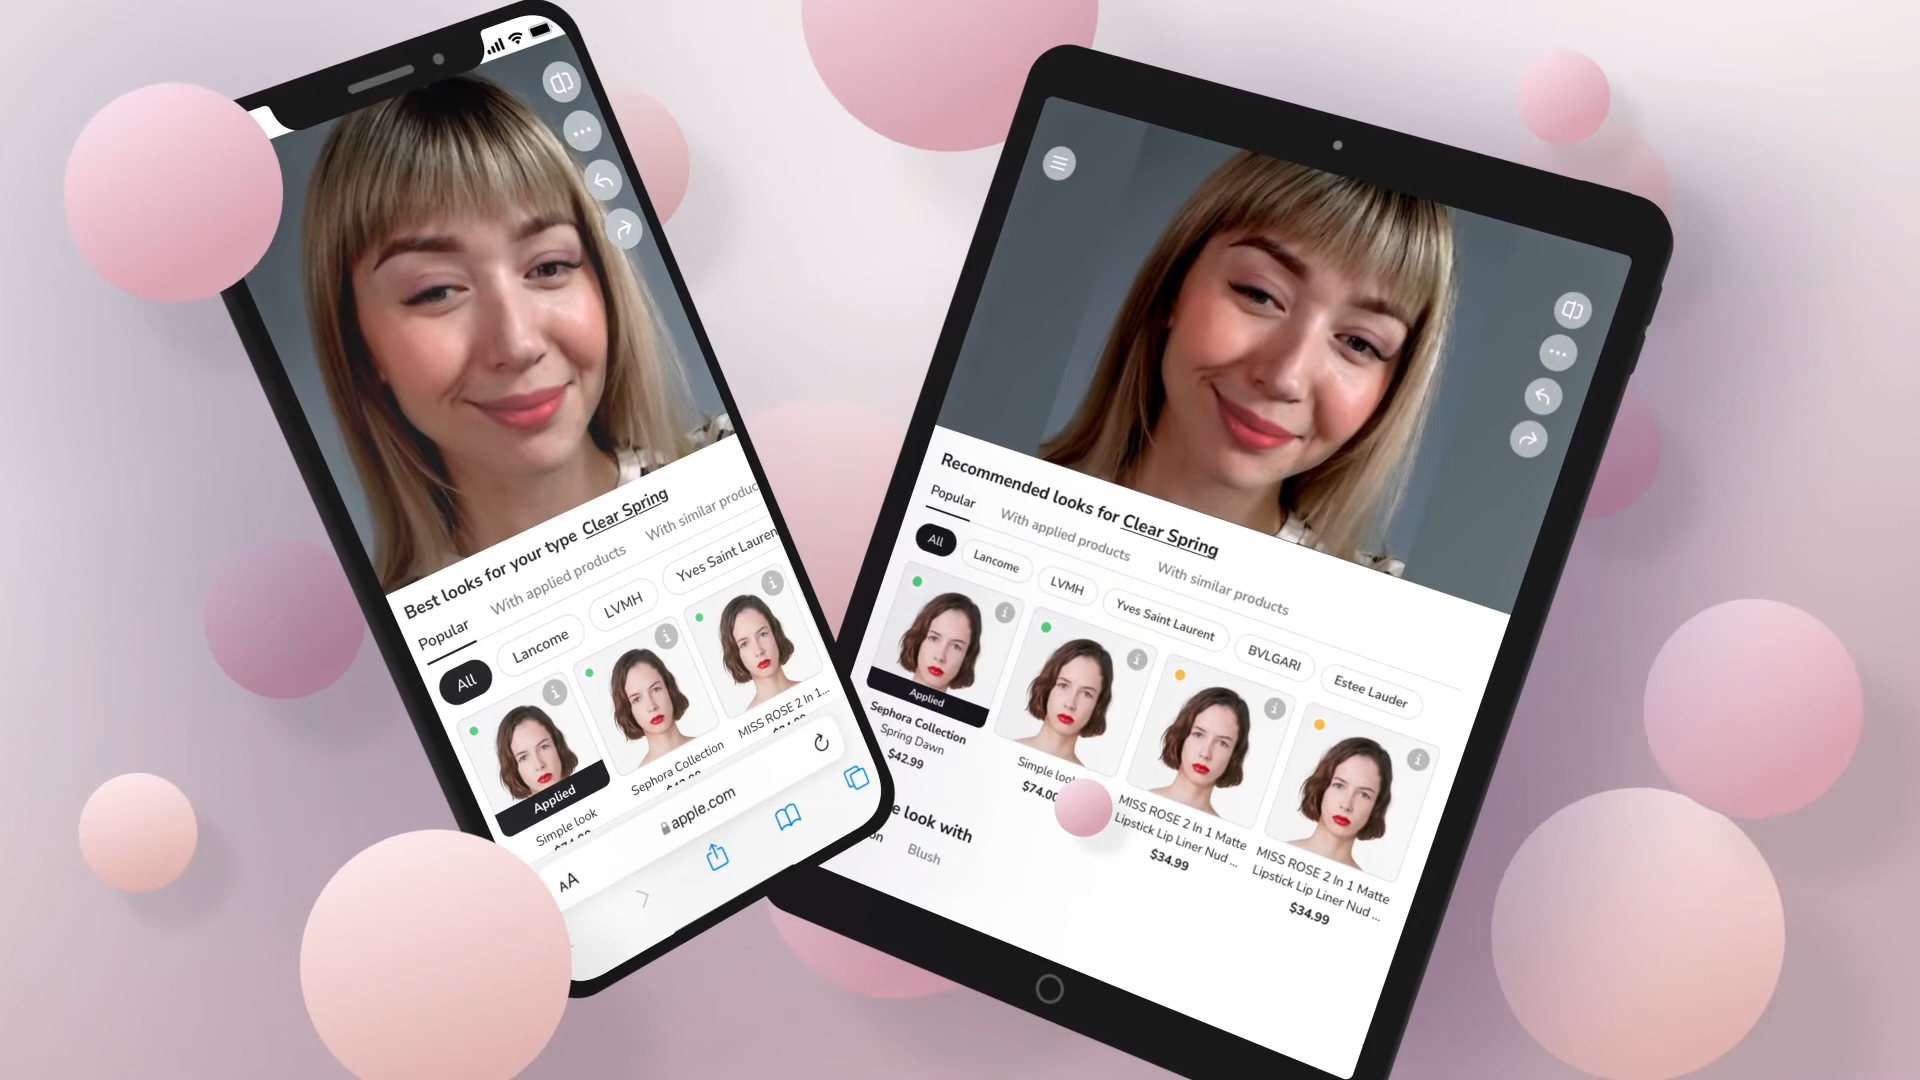 Best looks for your type Clear Spring
Popular
With applied products
With similar produc
All
Lancome
LVMH
Yves Saint Lauren
Applied
Simple look
Sephora Collection
MISS ROSE 2 In 1...
AA
apple.com
Recommended looks for Clear Spring
Popular
With applied products
With similar products
All
Lancome
LVMH
Yves Saint Laurent
BVLGARI
Estee Lauder
Applied
Sephora Collection
Spring Dawn
$42.99
Simple look
$74.00
MISS ROSE 2 In 1 Matte
Lipstick Lip Liner Nud ...
$34.99
MISS ROSE 2 In 1 Matte
Lipstick Lip Liner Nud ...
$34.99
look with
Blush